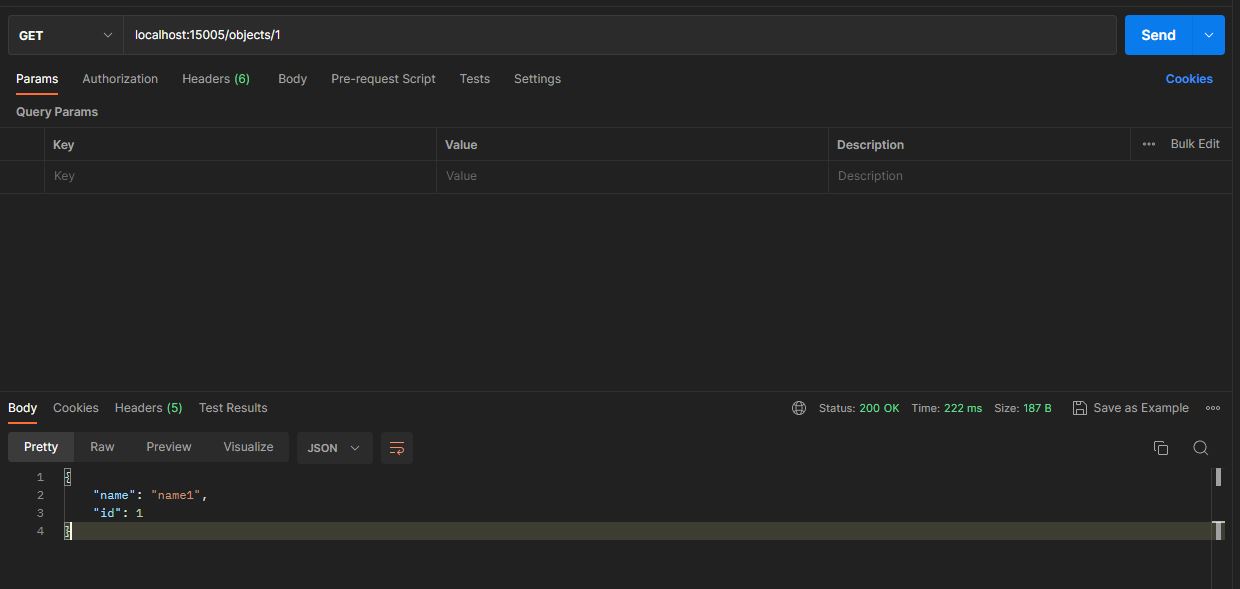 GET localhost:15005/objects/1 Send
Params Authorization Headers (6) Body Pre-request Script Tests Settings Cookies
Query Params
Key Value Description Bulk Edit
Key Value Description
Body Cookies Headers (5) Test Results Status: 200 OK Time: 222 ms Size: 187 B Save as Example
Pretty Raw Preview Visualize JSON
1 {
2 "name": "name1",
3 "id": 1
4 }